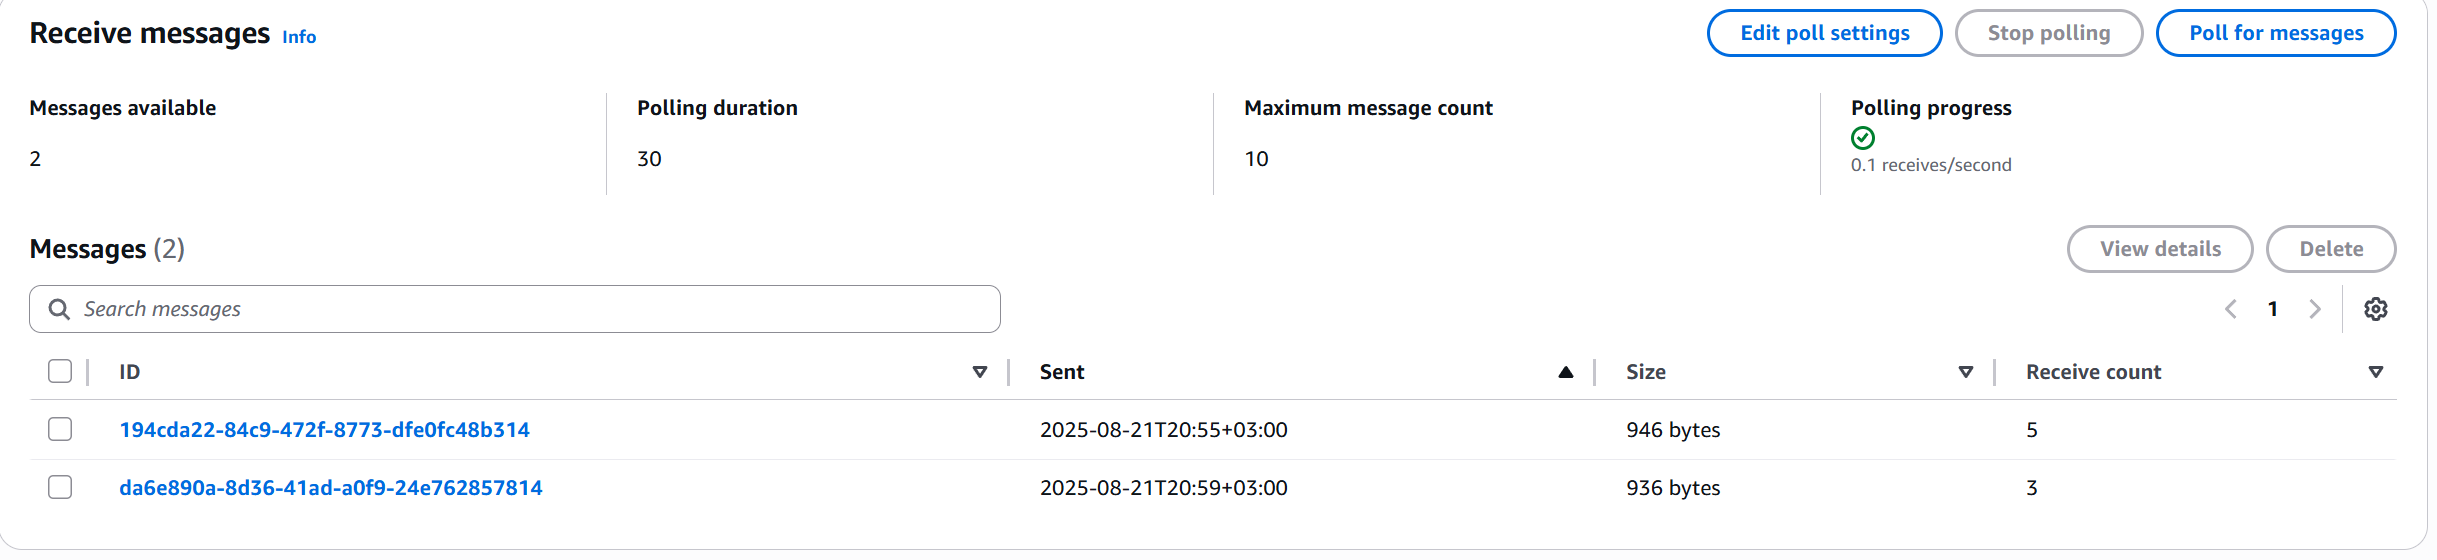 Receive messages Info Edit poll settings Stop polling Poll for messages
Messages available Polling duration Maximum message count Polling progress
2 30 10
0.1 receives/second
Messages (2) View details Delete
Search messages 1
ID Sent Size Receive count
194cda22-84c9-472f-8773-dfe0fc48b314 2025-08-21T20:55+03:00 946 bytes 5
da6e890a-8d36-41ad-a0f9-24e762857814 2025-08-21T20:59+03:00 936 bytes 3